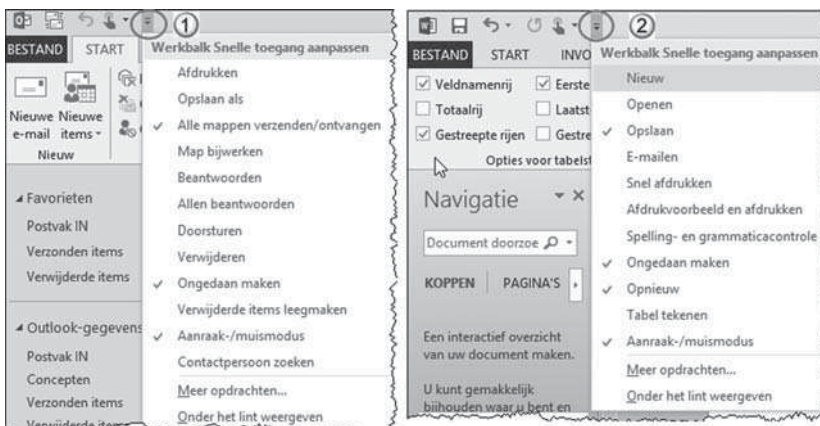 1
BESTAND START
Werkbalk Snelle toegang aanpassen
Afdrukken
Opslaan als
Alle mappen verzenden/ontvangen
Map bijwerken
Beantwoorden
Allen beantwoorden
Doorsturen
Verwijderen
Ongedaan maken
Verwijderde items leegmaken
Aanraak-/muismodus
Contactpersoon zoeken
Meer opdrachten...
Onder het lint weergeven
Nieuwe Nieuwe
e-mail items
Nieuw
Favorieten
Postvak IN
Verzonden items
Verwijderde items
Outlook-gegevens
Postvak IN
Concepten
Verzonden items
Verwijderde items
2
BESTAND START INVO
Werkbalk Snelle toegang aanpassen
Nieuw
Openen
Opslaan
E-mailen
Snel afdrukken
Afdrukvoorbeeld en afdrukken
Spelling- en grammaticacontrole
Ongedaan maken
Opnieuw
Tabel tekenen
Aanraak-/muismodus
Meer opdrachten...
Onder het lint weergeven
Veldnamenrij Eerste
Totaalrij Laatst
Gestreepte rijen Gestre
Opties voor tabelst
Navigatie
Document doorzoe
KOPPEN PAGINA'S
Een interactief overzicht
van uw document maken.
U kunt gemakkelijk
bijhouden waar u bent en